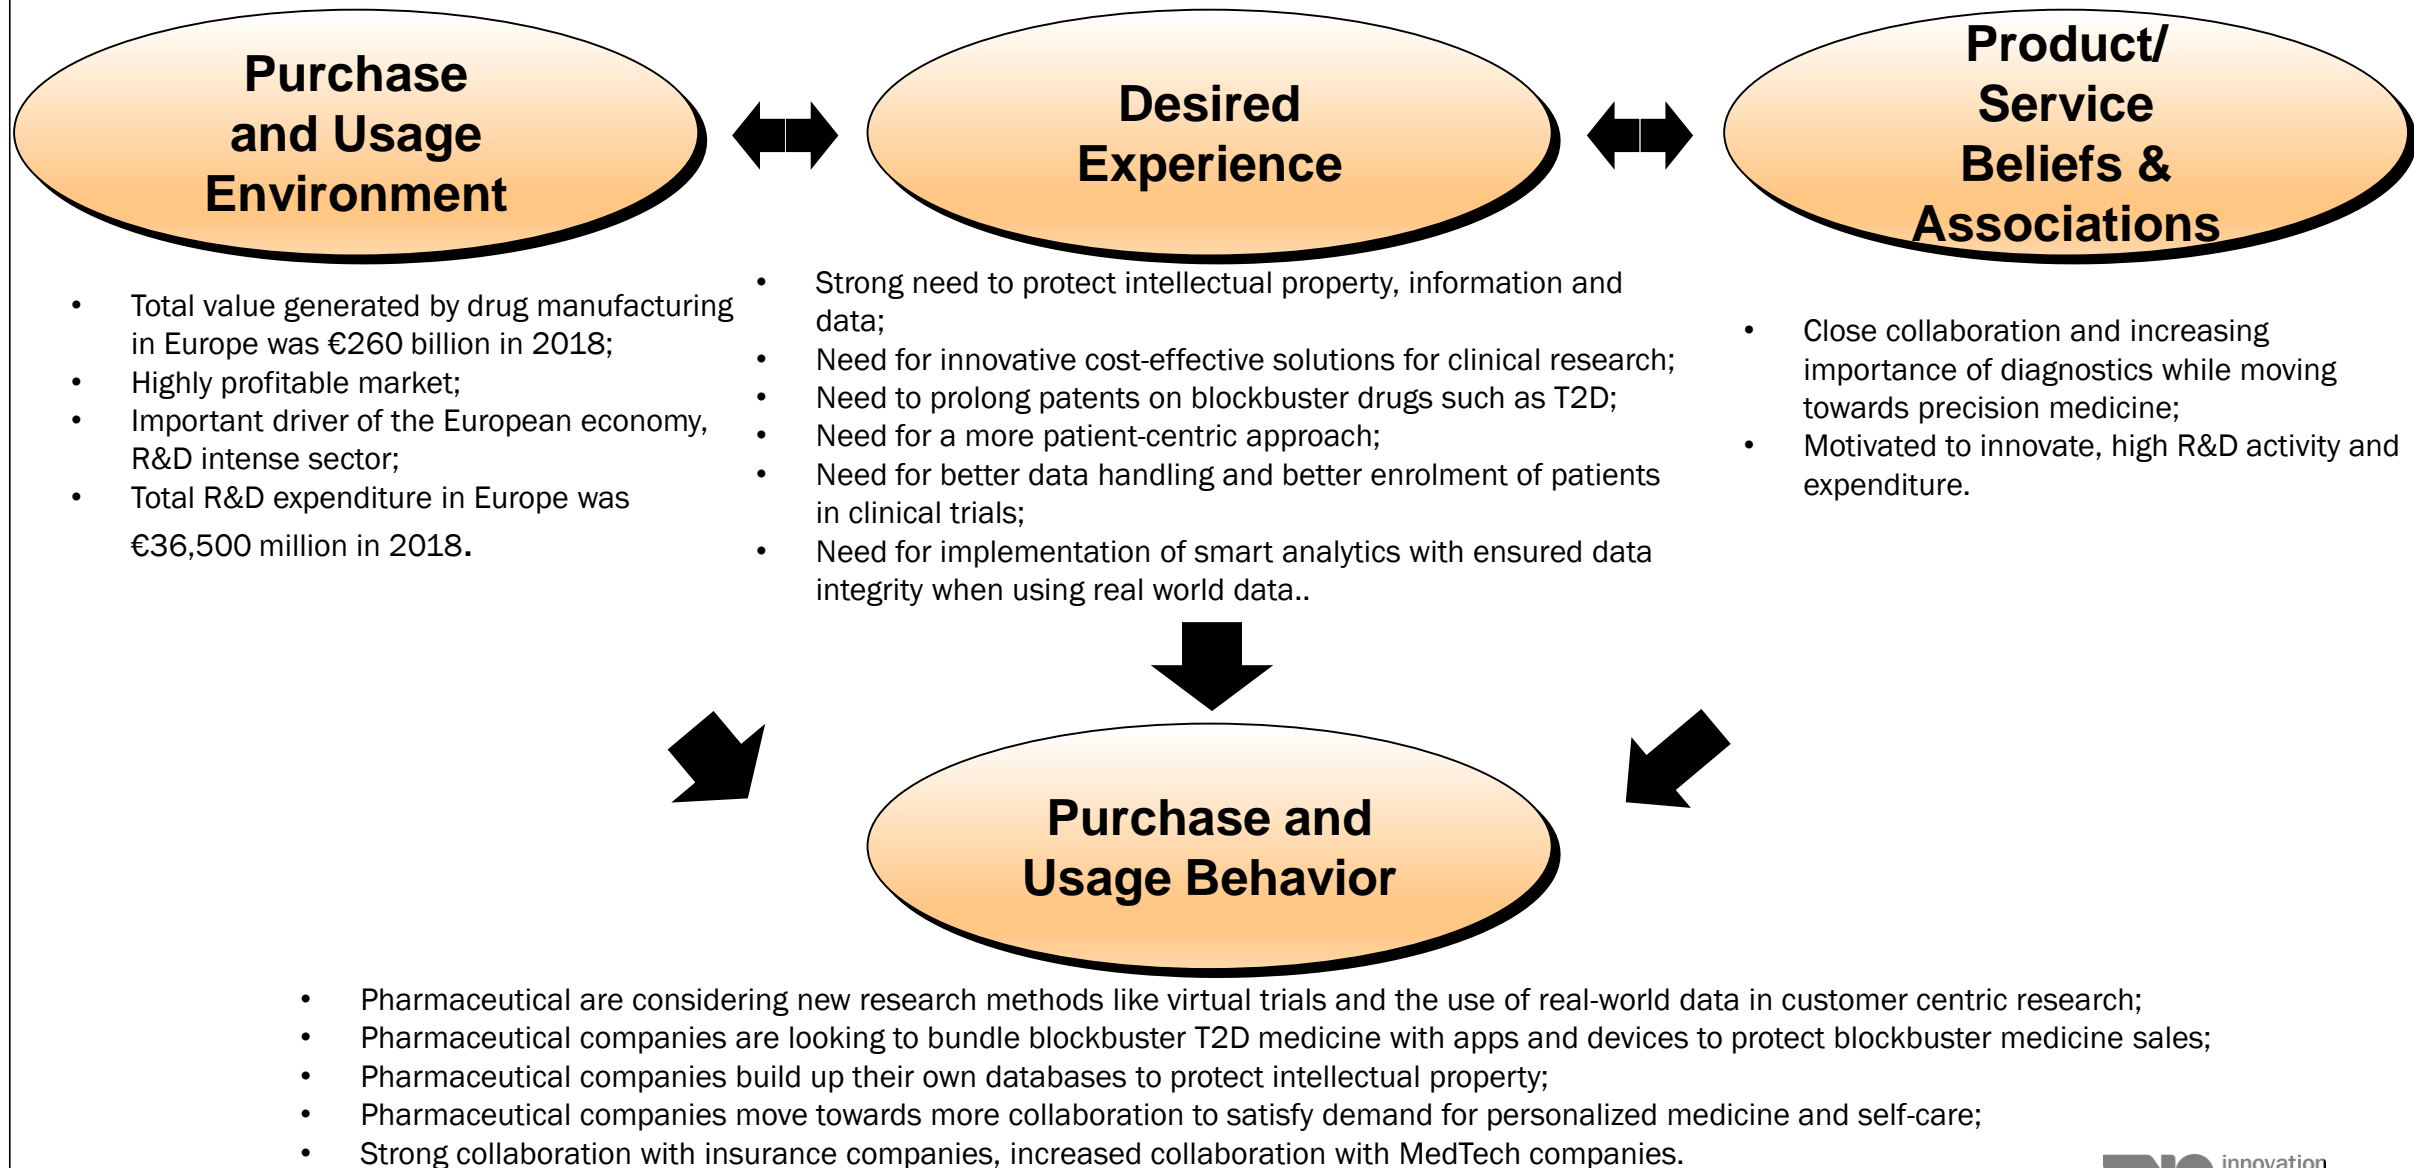 Purchase
and Usage
Environment
Desired
Experience
Product/
Service
Beliefs &
Associations
• Total value generated by drug manufacturing
in Europe was €260 billion in 2018;
• Highly profitable market;
• Important driver of the European economy,
R&D intense sector;
• Total R&D expenditure in Europe was
€36,500 million in 2018.
• Strong need to protect intellectual property, information and
data;
• Need for innovative cost-effective solutions for clinical research;
• Need to prolong patents on blockbuster drugs such as T2D;
• Need for a more patient-centric approach;
• Need for better data handling and better enrolment of patients
in clinical trials;
• Need for implementation of smart analytics with ensured data
integrity when using real world data..
• Close collaboration and increasing
importance of diagnostics while moving
towards precision medicine;
• Motivated to innovate, high R&D activity and
expenditure.
Purchase and
Usage Behavior
• Pharmaceutical are considering new research methods like virtual trials and the use of real-world data in customer centric research;
• Pharmaceutical companies are looking to bundle blockbuster T2D medicine with apps and devices to protect blockbuster medicine sales;
• Pharmaceutical companies build up their own databases to protect intellectual property;
• Pharmaceutical companies move towards more collaboration to satisfy demand for personalized medicine and self-care;
• Strong collaboration with insurance companies, increased collaboration with MedTech companies.
innovation